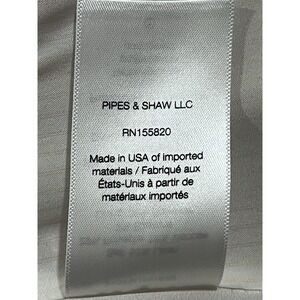 PIPES & SHAW LLC
RN155820
Made in USA of imported
materials / Fabriqué aux
États-Unis à partir de
matériaux importés